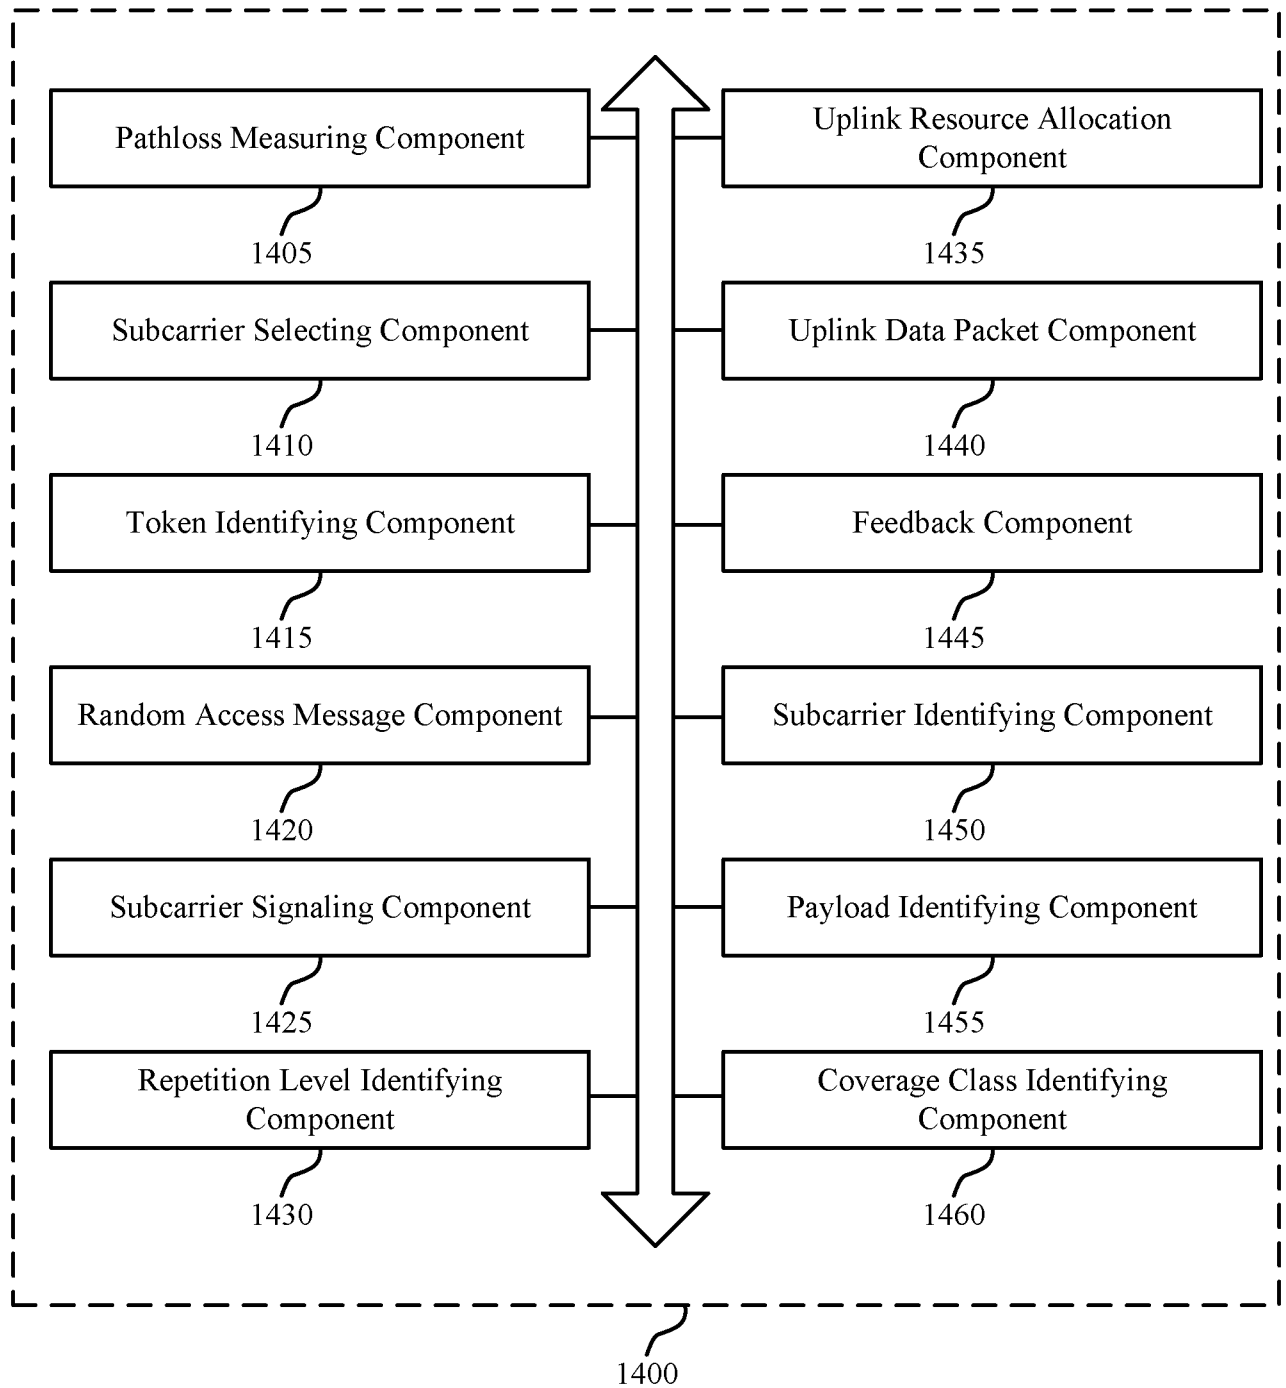 Pathloss Measuring Component
1405
Subcarrier Selecting Component
1410
Token Identifying Component
1415
Random Access Message Component
1420
Subcarrier Signaling Component
1425
Repetition Level Identifying
Component
1430
Uplink Resource Allocation
Component
1435
Uplink Data Packet Component
1440
Feedback Component
1445
Subcarrier Identifying Component
1450
Payload Identifying Component
1455
Coverage Class Identifying
Component
1460
1400